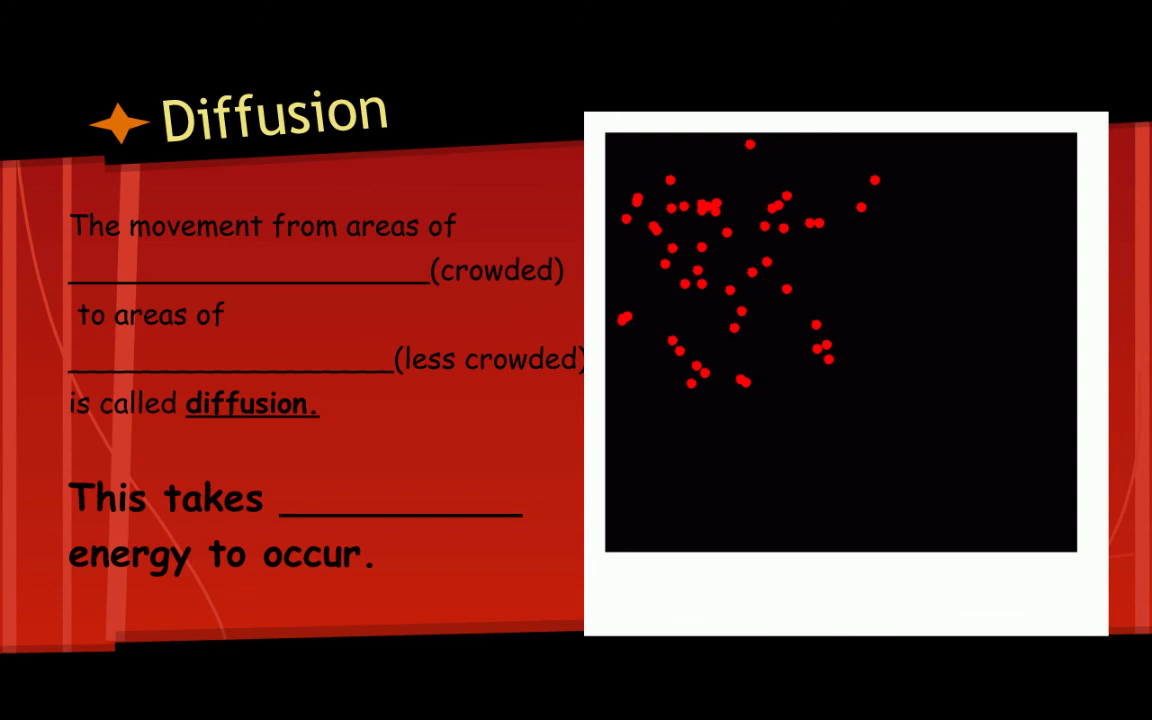 Diffusion
The movement from areas of
________________________(crowded)
to areas of
______________________(less crowded)
is called diffusion.
This takes ___________
energy to occur.